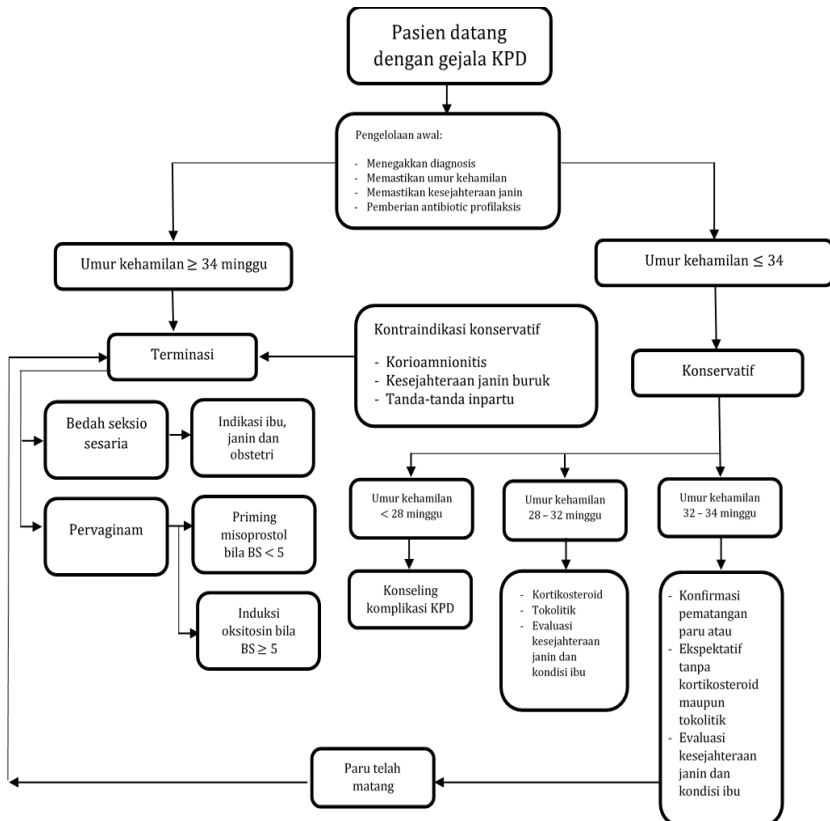 Pasien datang
dengan gejala KPD
Pengelolaan awal:
- Menegakkan diagnosis
- Memastikan umur kehamilan
- Memastikan kesejahteraan janin
- Pemberian antibiotic profilaksis
Umur kehamilan ≥ 34 minggu
Umur kehamilan ≤ 34
Terminasi
Kontraindikasi konservatif
- Korioamnionitis
- Kesejahteraan janin buruk
- Tanda-tanda inpartu
Konservatif
Bedah seksio
sesaria
Indikasi ibu,
janin dan
obstetri
Pervaginam
Priming
misoprostol
bila BS < 5
Induksi
oksitosin bila
BS ≥ 5
Umur kehamilan
< 28 minggu
Umur kehamilan
28 – 32 minggu
Umur kehamilan
32 – 34 minggu
Konseling
komplikasi KPD
- Kortikosteroid
- Tokolitik
- Evaluasi
kesejahteraan
janin dan
kondisi ibu
- Konfirmasi
pematangan
paru atau
- Ekspektatif
tanpa
kortikosteroid
maupun
tokolitik
- Evaluasi
kesejahteraan
janin dan
kondisi ibu
Paru telah
matang